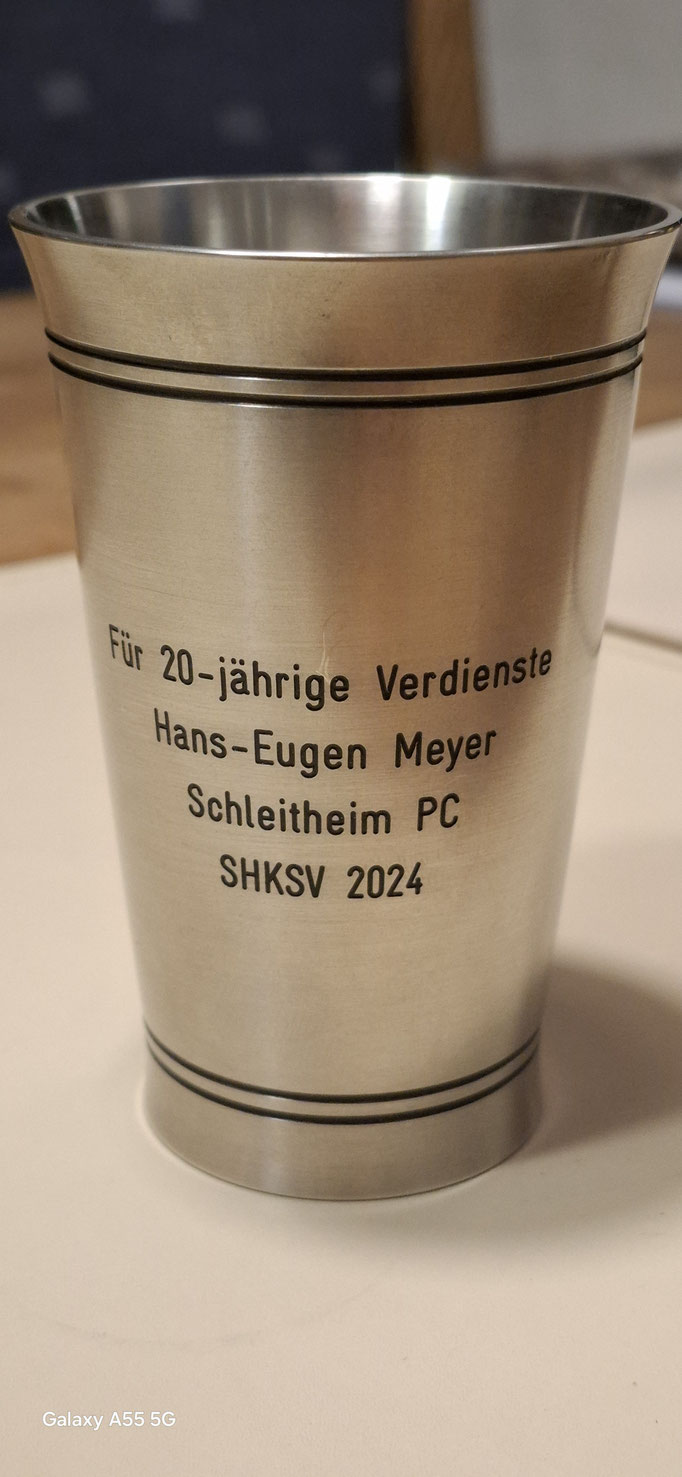 Für 20-jährige Verdienste
Hans-Eugen Meyer
Schleitheim PC
SHKSV 2024
Galaxy A55 5G